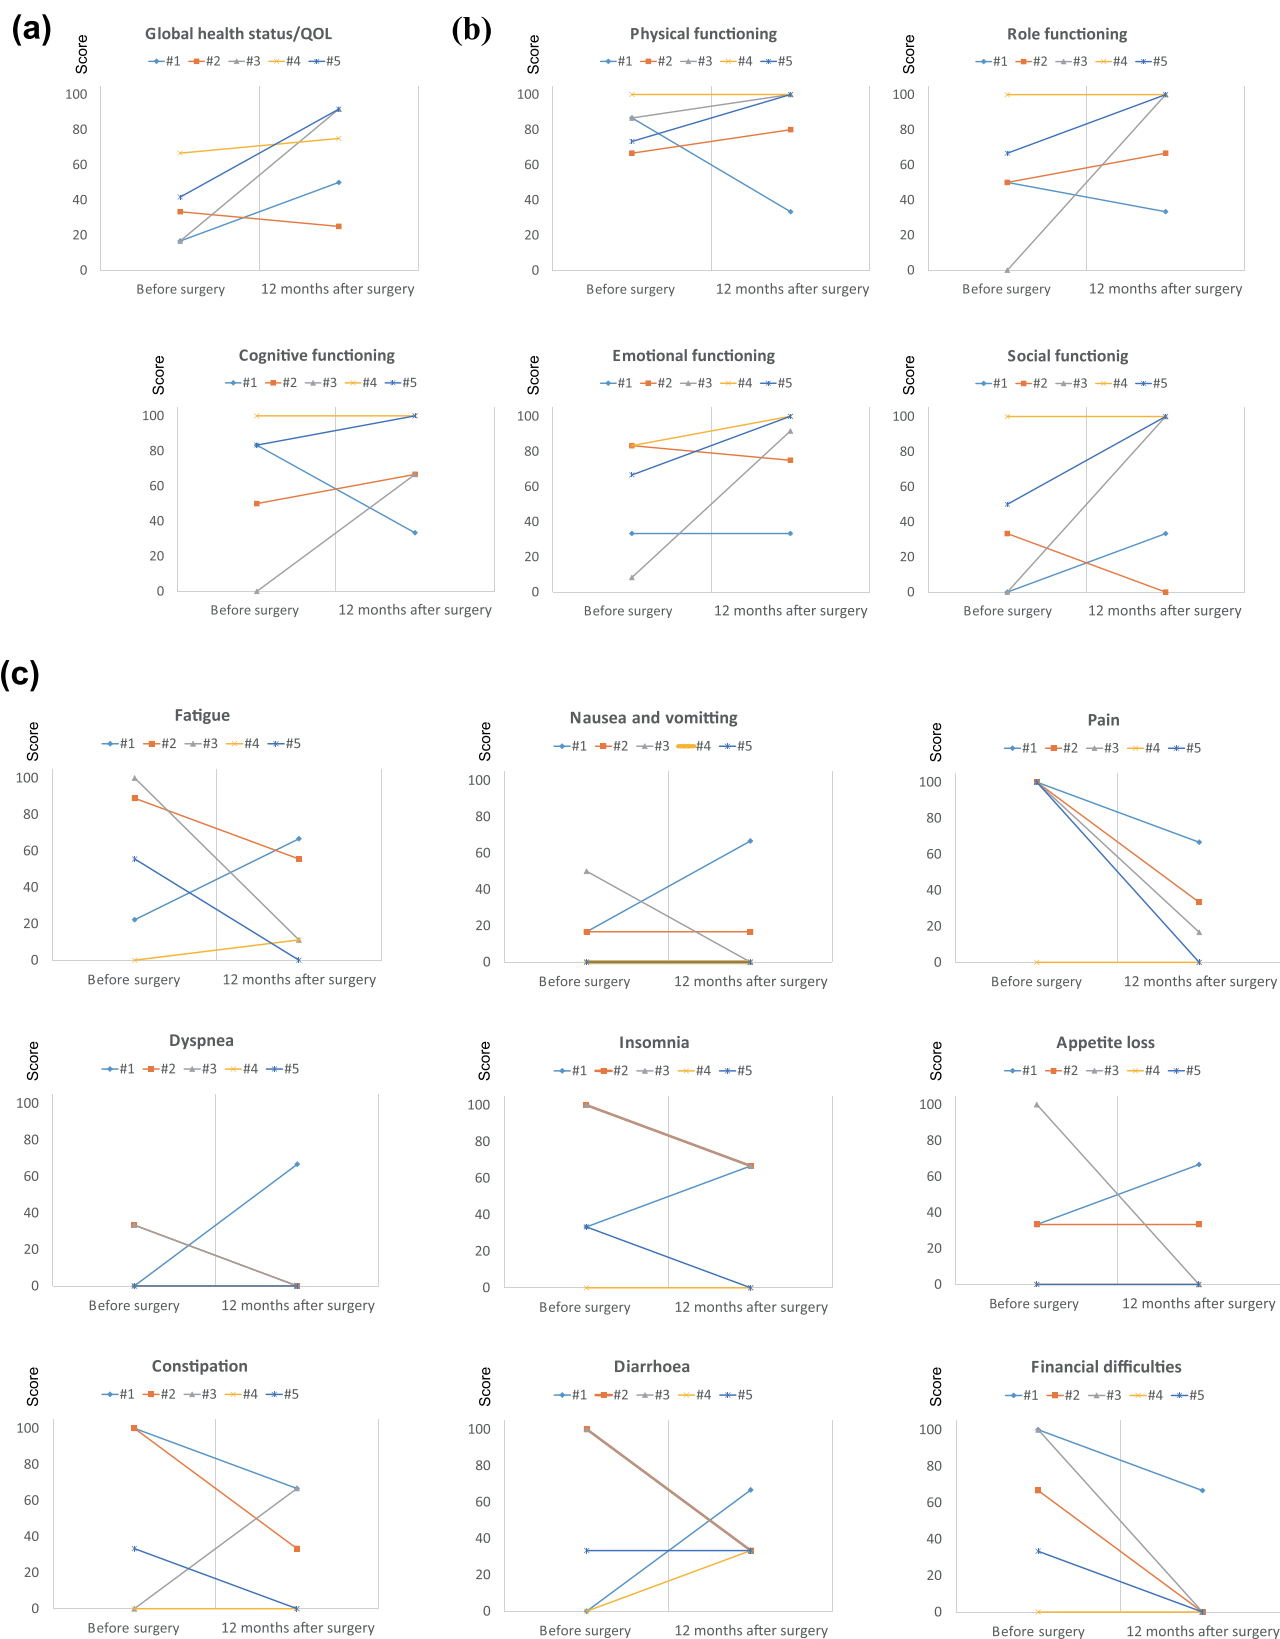 (a)
Global health status/QOL
Score
#1 #2 #3 #4 #5
100
80
60
40
20
0
Before surgery 12 months after surgery
(b)
Physical functioning
Score
#1 #2 #3 #4 #5
100
80
60
40
20
0
Before surgery 12 months after surgery
Role functioning
Score
#1 #2 #3 #4 #5
100
80
60
40
20
0
Before surgery 12 months after surgery
Cognitive functioning
Score
#1 #2 #3 #4 #5
100
80
60
40
20
0
Before surgery 12 months after surgery
Emotional functioning
Score
#1 #2 #3 #4 #5
100
80
60
40
20
0
Before surgery 12 months after surgery
Social functionig
Score
#1 #2 #3 #4 #5
100
80
60
40
20
0
Before surgery 12 months after surgery
(c)
Fatigue
Score
#1 #2 #3 #4 #5
100
80
60
40
20
0
Before surgery 12 months after surgery
Nausea and vomitting
Score
#1 #2 #3 #4 #5
100
80
60
40
20
0
Before surgery 12 months after surgery
Pain
Score
#1 #2 #3 #4 #5
100
80
60
40
20
0
Before surgery 12 months after surgery
Dyspnea
Score
#1 #2 #3 #4 #5
100
80
60
40
20
0
Before surgery 12 months after surgery
Insomnia
Score
#1 #2 #3 #4 #5
100
80
60
40
20
0
Before surgery 12 months after surgery
Appetite loss
Score
#1 #2 #3 #4 #5
100
80
60
40
20
0
Before surgery 12 months after surgery
Constipation
Score
#1 #2 #3 #4 #5
100
80
60
40
20
0
Before surgery 12 months after surgery
Diarrhoea
Score
#1 #2 #3 #4 #5
100
80
60
40
20
0
Before surgery 12 months after surgery
Financial difficulties
Score
#1 #2 #3 #4 #5
100
80
60
40
20
0
Before surgery 12 months after surgery